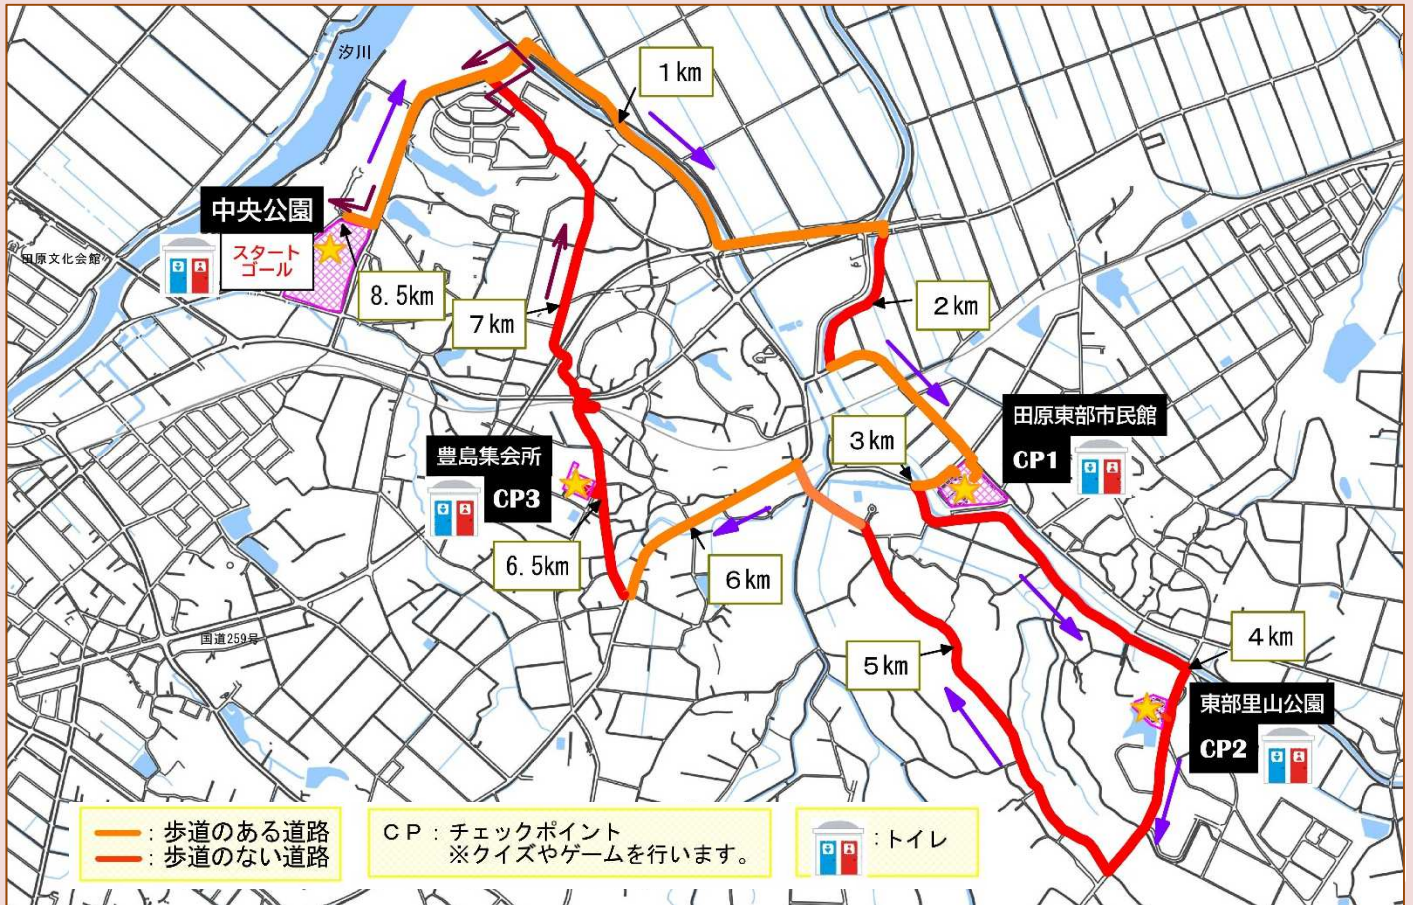 汐川
1km
中央公園
スタート
ゴール
田原文化会館
8.5km
7km
2km
田原東部市民館
CP1
3km
豊島集会所
CP3
6.5km
6km
国道259号
5km
4km
東部里山公園
CP2
：歩道のある道路
：歩道のない道路
ＣＰ：チェックポイント
※クイズやゲームを行います。
：トイレ